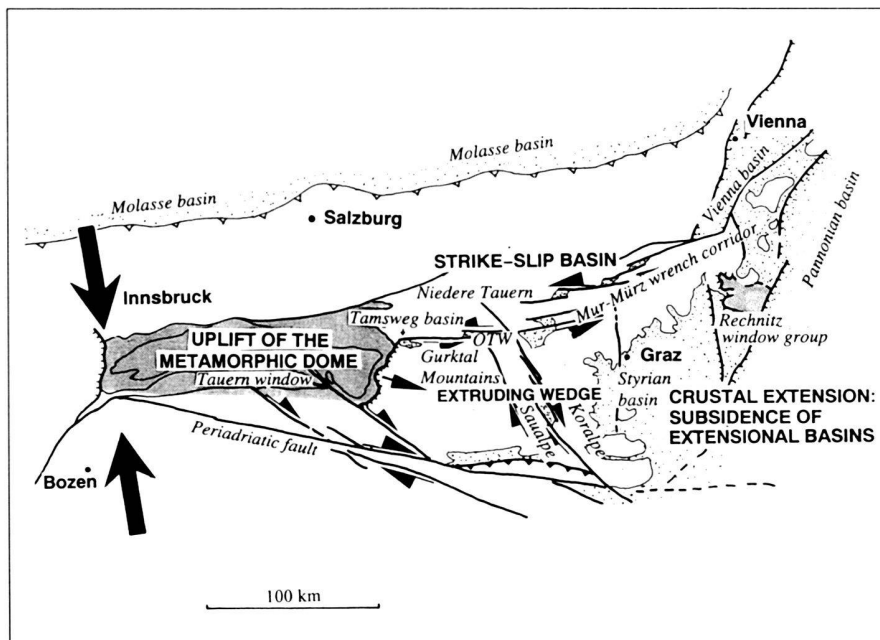 Vienna
Molasse basin
Molasse basin
Salzburg
Vienna basin
Pannonian basin
STRIKE-SLIP BASIN
Mur-Mürz wrench corridor
Innsbruck
Niedere Tauern
Tamsweg basin
UPLIFT OF THE
METAMORPHIC DOME
Tauern window
OTW
Gurktal
Mountains
Rechnitz
window group
Graz
Styrian
basin
EXTRUDING WEDGE
CRUSTAL EXTENSION:
SUBSIDENCE OF
EXTENSIONAL BASINS
Saualpe
Koralpe
Periadriatic fault
Bozen
100 km